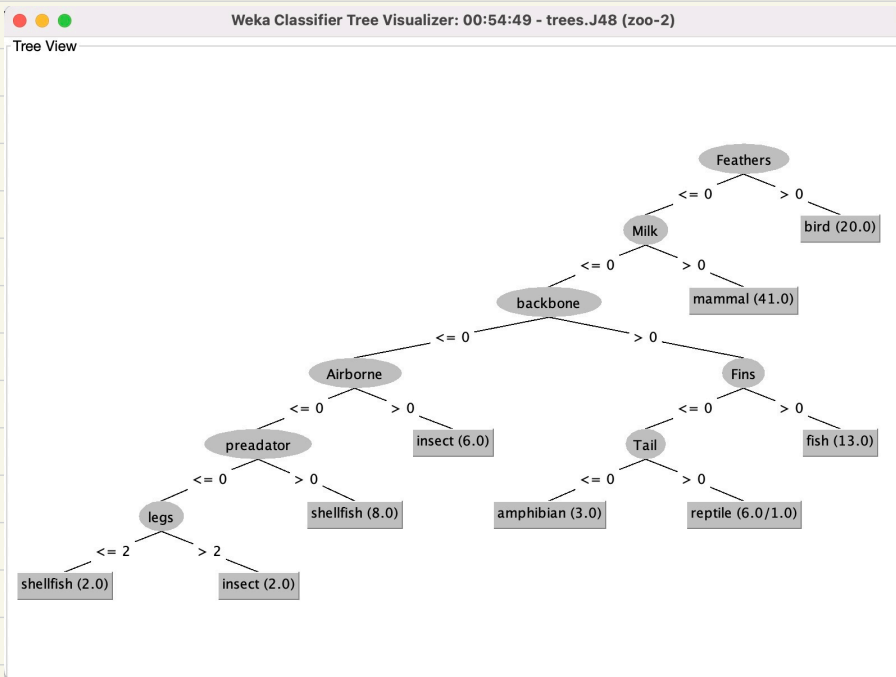 Weka Classifier Tree Visualizer: 00:54:49 - trees.J48 (zoo-2)
Tree View
Feathers
<= 0 > 0
Milk bird (20.0)
<= 0 > 0
backbone mammal (41.0)
<= 0 > 0
Airborne Fins
<= 0 > 0 <= 0 > 0
preadator insect (6.0) Tail fish (13.0)
<= 0 > 0 <= 0 > 0
legs shellfish (8.0) amphibian (3.0) reptile (6.0/1.0)
<= 2 > 2
shellfish (2.0) insect (2.0)